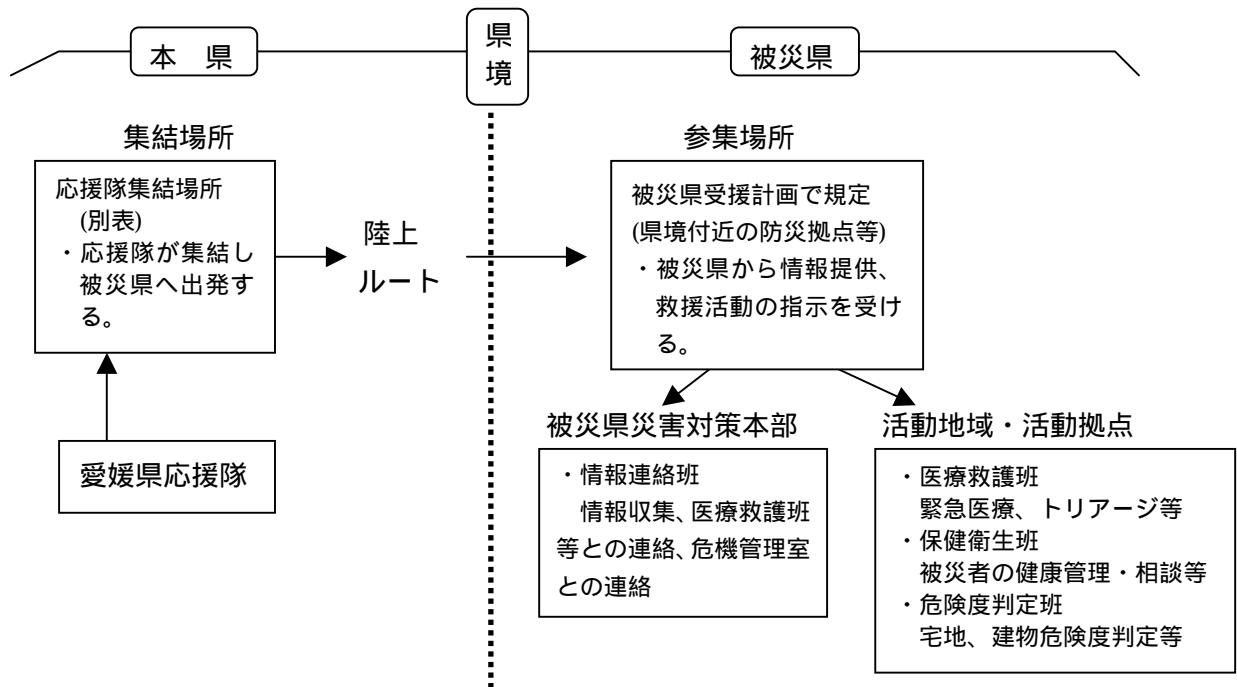 本　県
県
境
被災県
集結場所
応援隊集結場所
(別表)
・応援隊が集結し
被災県へ出発す
る。
愛媛県応援隊
陸上
ルート
参集場所
被災県受援計画で規定
(県境付近の防災拠点等)
・被災県から情報提供、
救援活動の指示を受け
る。
被災県災害対策本部
・情報連絡班
情報収集、医療救護班
等との連絡、危機管理室
との連絡
活動地域・活動拠点
・医療救護班
緊急医療、トリアージ等
・保健衛生班
被災者の健康管理・相談等
・危険度判定班
宅地、建物危険度判定等